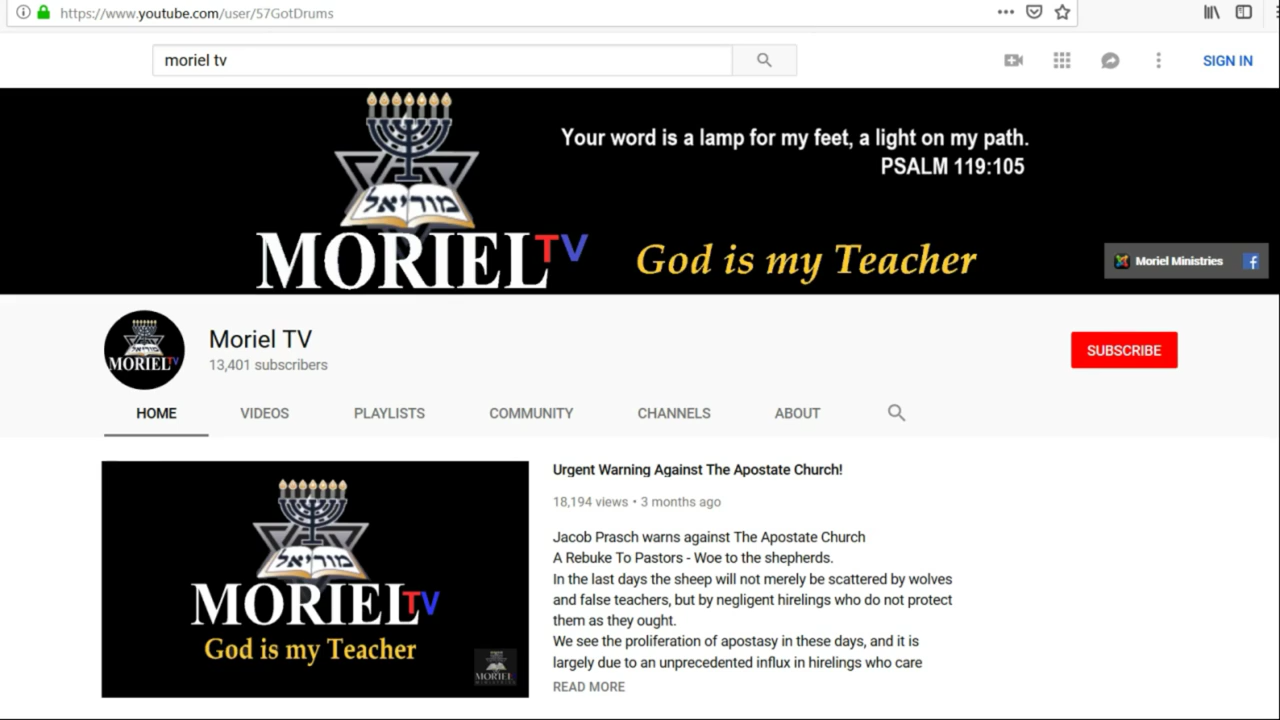 https://www.youtube.com/user/57GotDrums
moriel tv
SIGN IN
Your word is a lamp for my feet, a light on my path.
PSALM 119:105
מוריאל
MORIELTV
God is my Teacher
Moriel Ministries
MORIELTV
Moriel TV
13,401 subscribers
SUBSCRIBE
HOME VIDEOS PLAYLISTS COMMUNITY CHANNELS ABOUT
מוריאל
MORIELTV
God is my Teacher
MORIEL
Urgent Warning Against The Apostate Church!
18,194 views • 3 months ago
Jacob Prasch warns against The Apostate Church
A Rebuke To Pastors - Woe to the shepherds.
In the last days the sheep will not merely be scattered by wolves
and false teachers, but by negligent hirelings who do not protect
them as they ought.
We see the proliferation of apostasy in these days, and it is
largely due to an unprecedented influx in hirelings who care
READ MORE